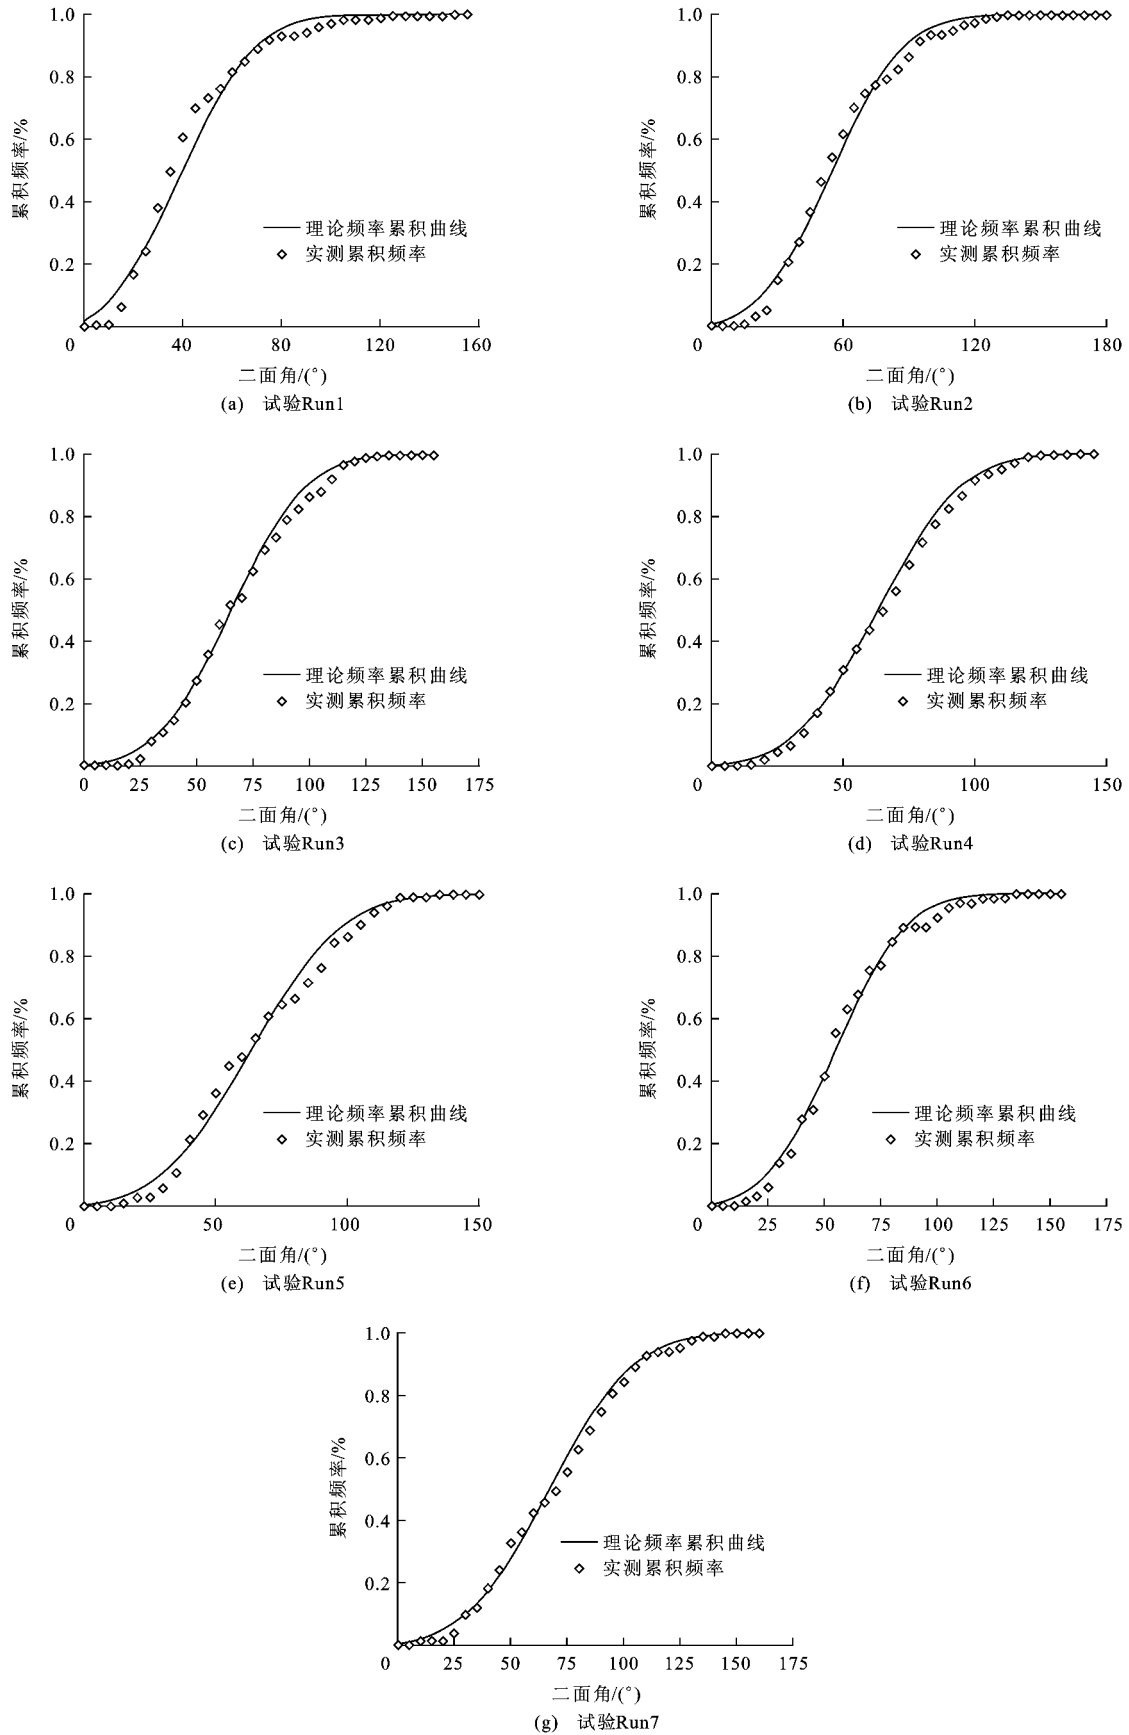 1.0
0.8
0.6
0.4
0.2
累积频率/%
理论频率累积曲线
实测累积频率
0 40 80 120 160
二面角/(°)
(a) 试验Run1
1.0
0.8
0.6
0.4
0.2
累积频率/%
理论频率累积曲线
实测累积频率
0 60 120 180
二面角/(°)
(b) 试验Run2
1.0
0.8
0.6
0.4
0.2
累积频率/%
理论频率累积曲线
实测累积频率
0 25 50 75 100 125 150 175
二面角/(°)
(c) 试验Run3
1.0
0.8
0.6
0.4
0.2
累积频率/%
理论频率累积曲线
实测累积频率
0 50 100 150
二面角/(°)
(d) 试验Run4
1.0
0.8
0.6
0.4
0.2
累积频率/%
理论频率累积曲线
实测累积频率
0 50 100 150
二面角/(°)
(e) 试验Run5
1.0
0.8
0.6
0.4
0.2
累积频率/%
理论频率累积曲线
实测累积频率
0 25 50 75 100 125 150 175
二面角/(°)
(f) 试验Run6
1.0
0.8
0.6
0.4
0.2
累积频率/%
理论频率累积曲线
实测累积频率
0 25 50 75 100 125 150 175
二面角/(°)
(g) 试验Run7